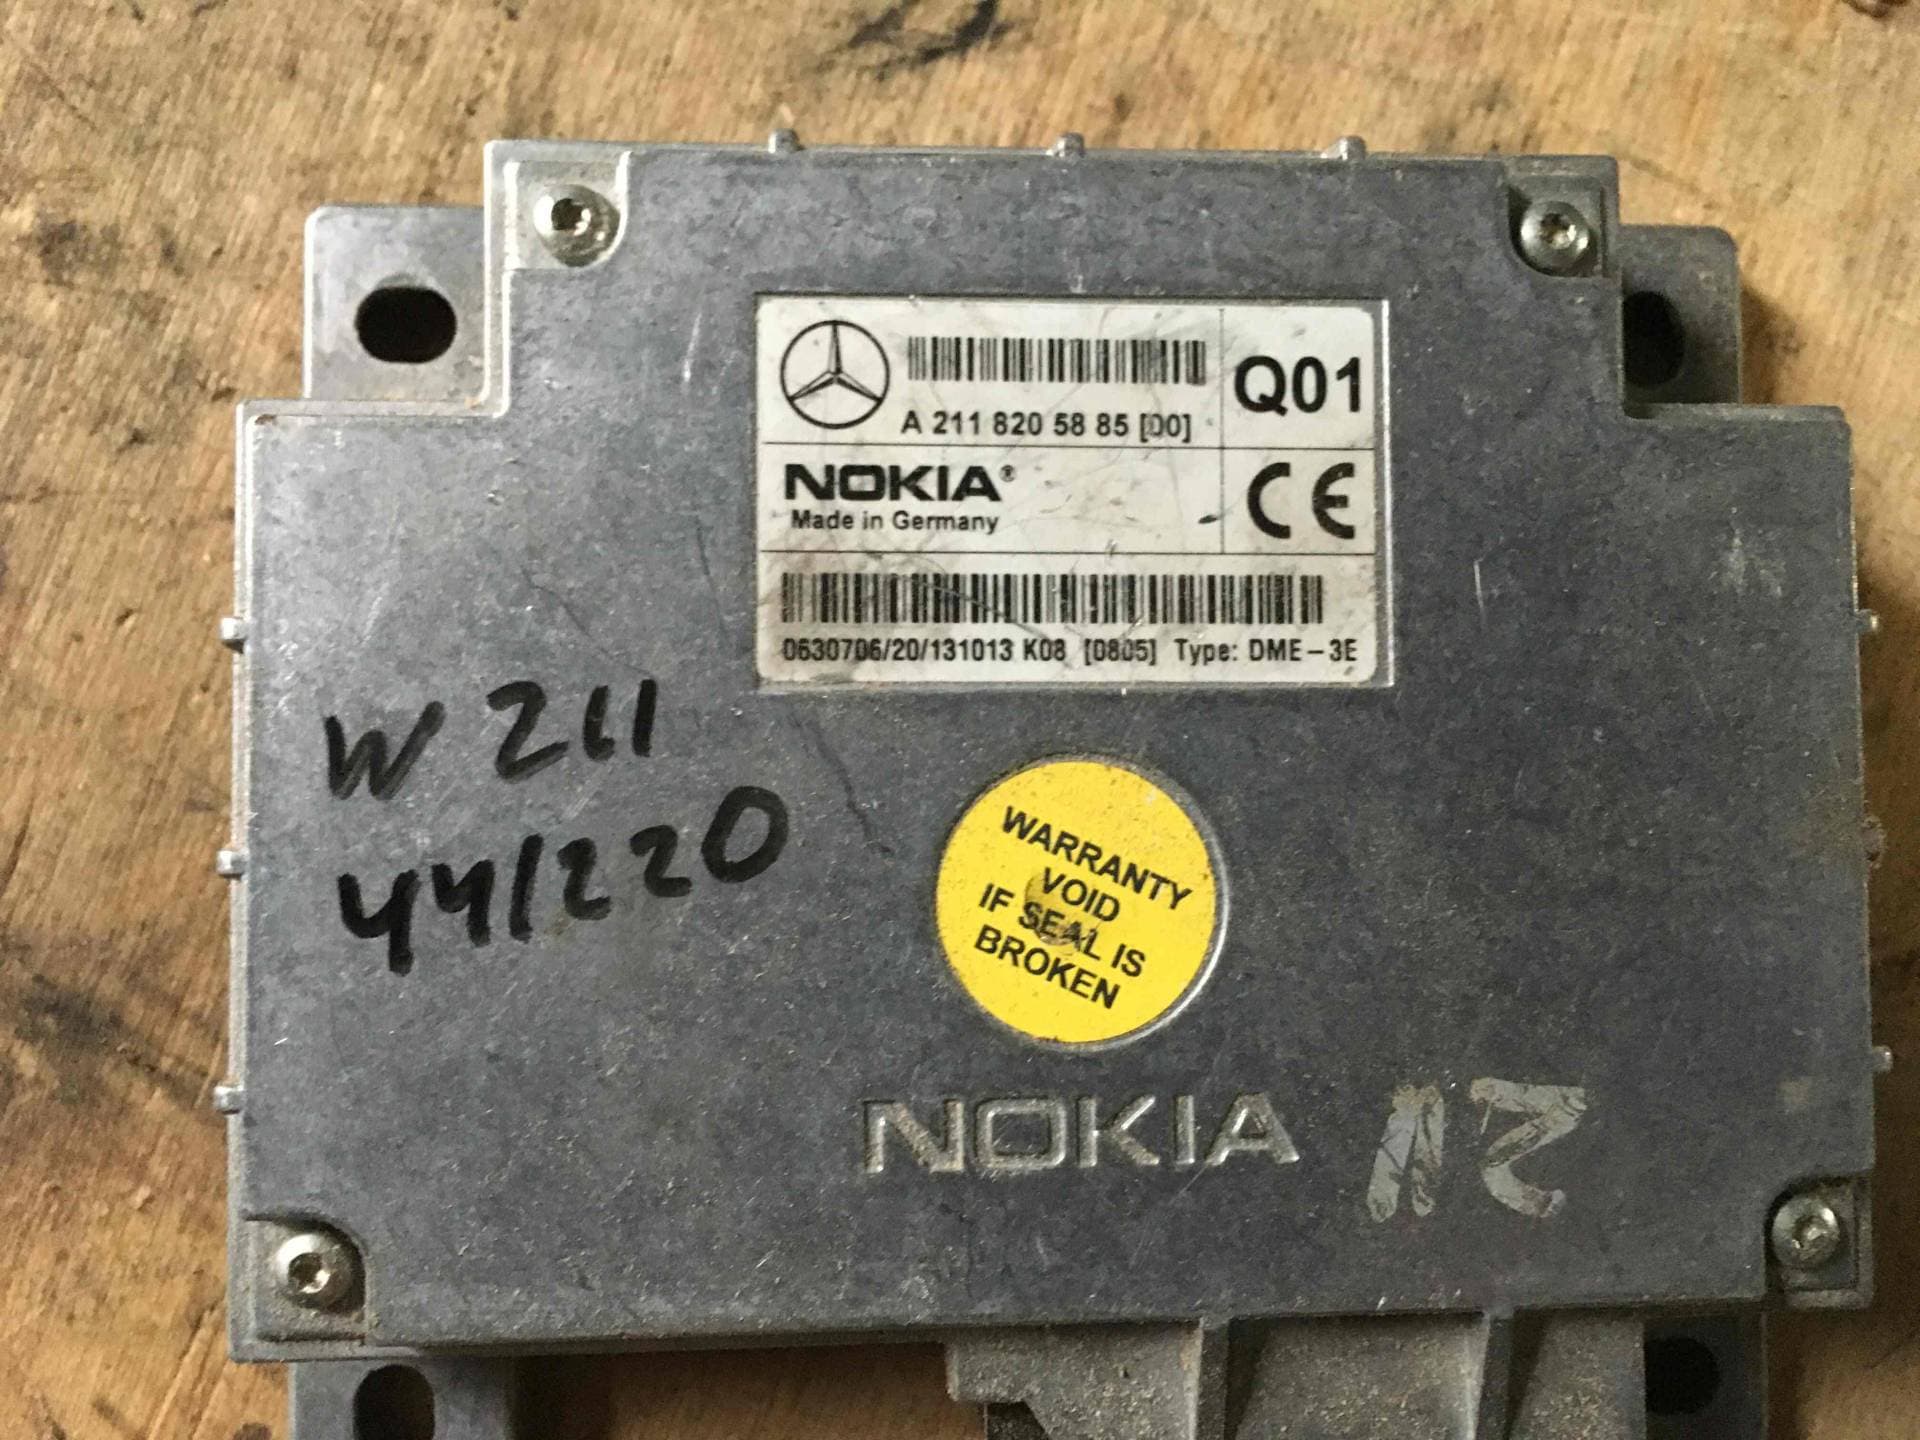 A 211 820 58 85 [00]
Q01
NOKIA®
Made in Germany
CE
0630706/20/131013 K08 [0805] Type: DME-3E
W 211
44/220
WARRANTY
VOID
IF SEAL IS
BROKEN
NOKIA